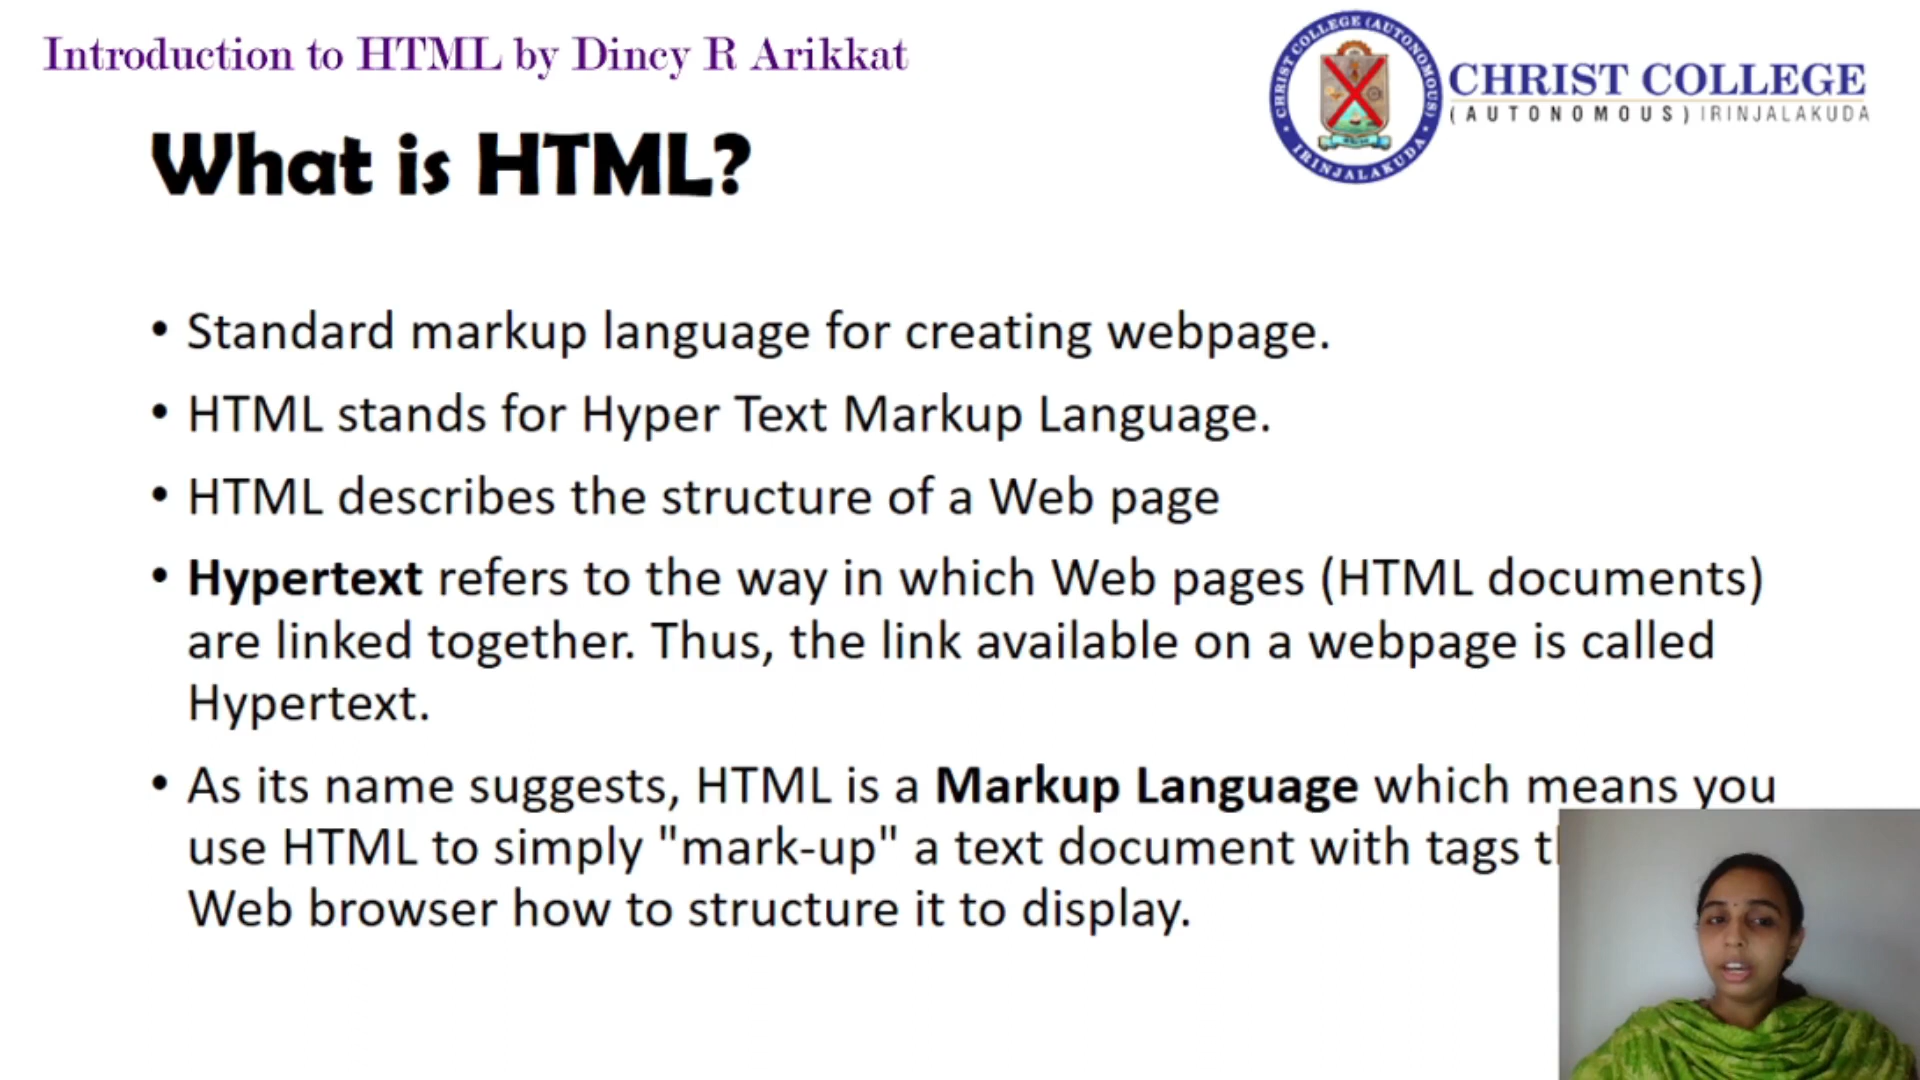 Introduction to HTML by Dincy R Arikkat
CHRIST COLLEGE (AUTONOMOUS)
IRINJALAKUDA
CHRIST COLLEGE
(AUTONOMOUS) IRINJALAKUDA
What is HTML?
• Standard markup language for creating webpage.
• HTML stands for Hyper Text Markup Language.
• HTML describes the structure of a Web page
• Hypertext refers to the way in which Web pages (HTML documents)
are linked together. Thus, the link available on a webpage is called
Hypertext.
• As its name suggests, HTML is a Markup Language which means you
use HTML to simply "mark-up" a text document with tags
Web browser how to structure it to display.